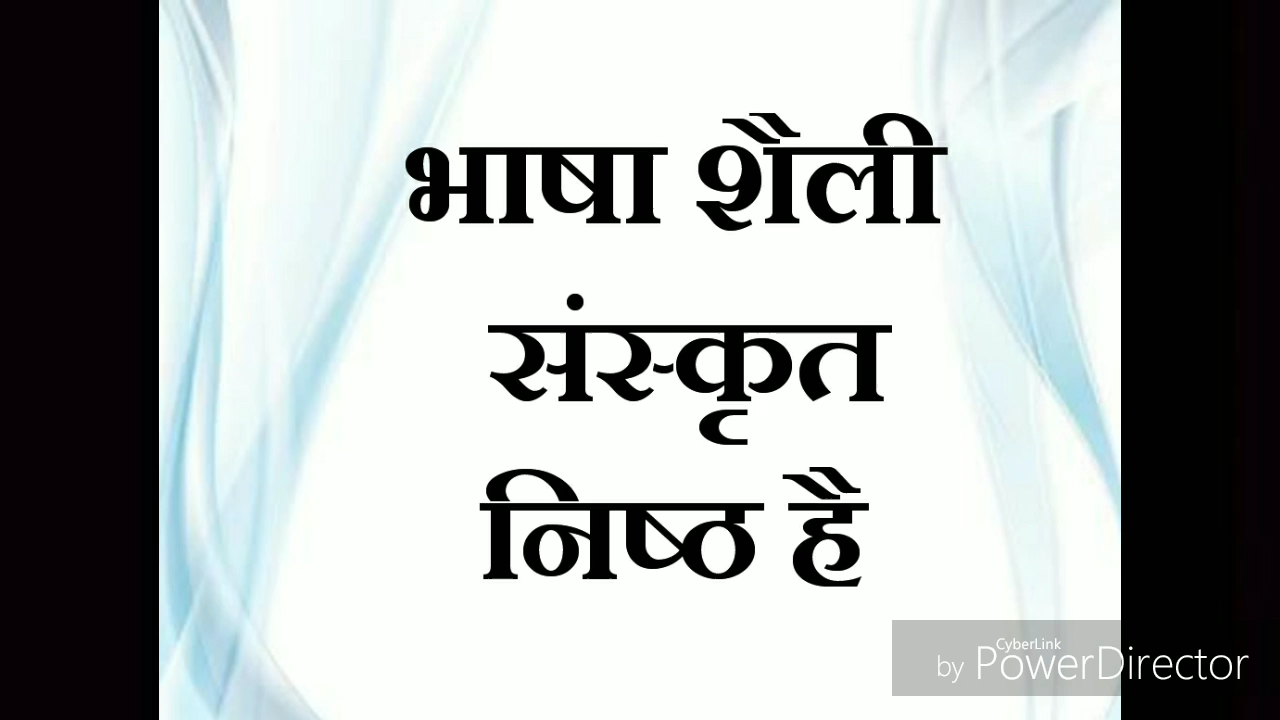 भाषा शैली
संस्कृत
निष्ठ है
CyberLink
by PowerDirector